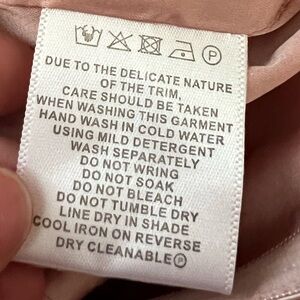 P
DUE TO THE DELICATE NATURE
OF THE TRIM,
CARE SHOULD BE TAKEN
WHEN WASHING THIS GARMENT
HAND WASH IN COLD WATER
USING MILD DETERGENT
WASH SEPARATELY
DO NOT WRING
DO NOT SOAK
DO NOT BLEACH
DO NOT TUMBLE DRY
LINE DRY IN SHADE
COOL IRON ON REVERSE
DRY CLEANABLE Ⓟ